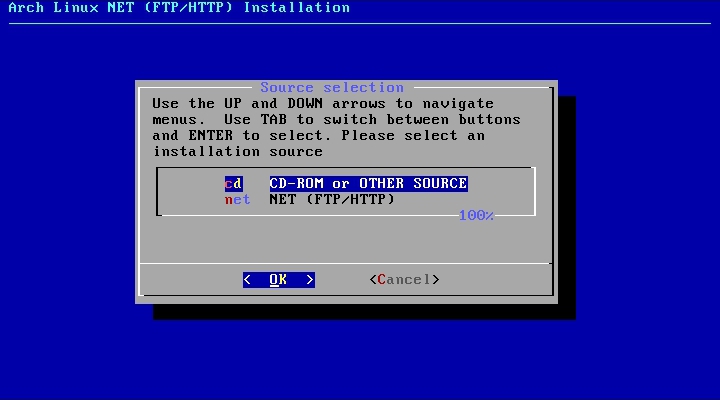 Arch Linux NET (FTP/HTTP) Installation
Source selection
Use the UP and DOWN arrows to navigate
menus.  Use TAB to switch between buttons
and ENTER to select. Please select an
installation source
cd   CD-ROM or OTHER SOURCE
net  NET (FTP/HTTP)
100%
<  OK  >      <Cancel>